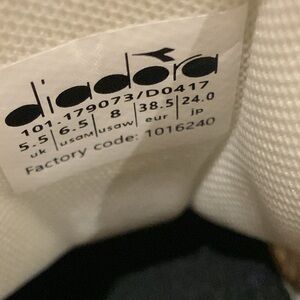 diadora
101.179073/D0417
5.5 | 6.5 | 8 | 38.5 | 24.0
uk | usaM | usaw | eur | jp
Factory code: 1016240